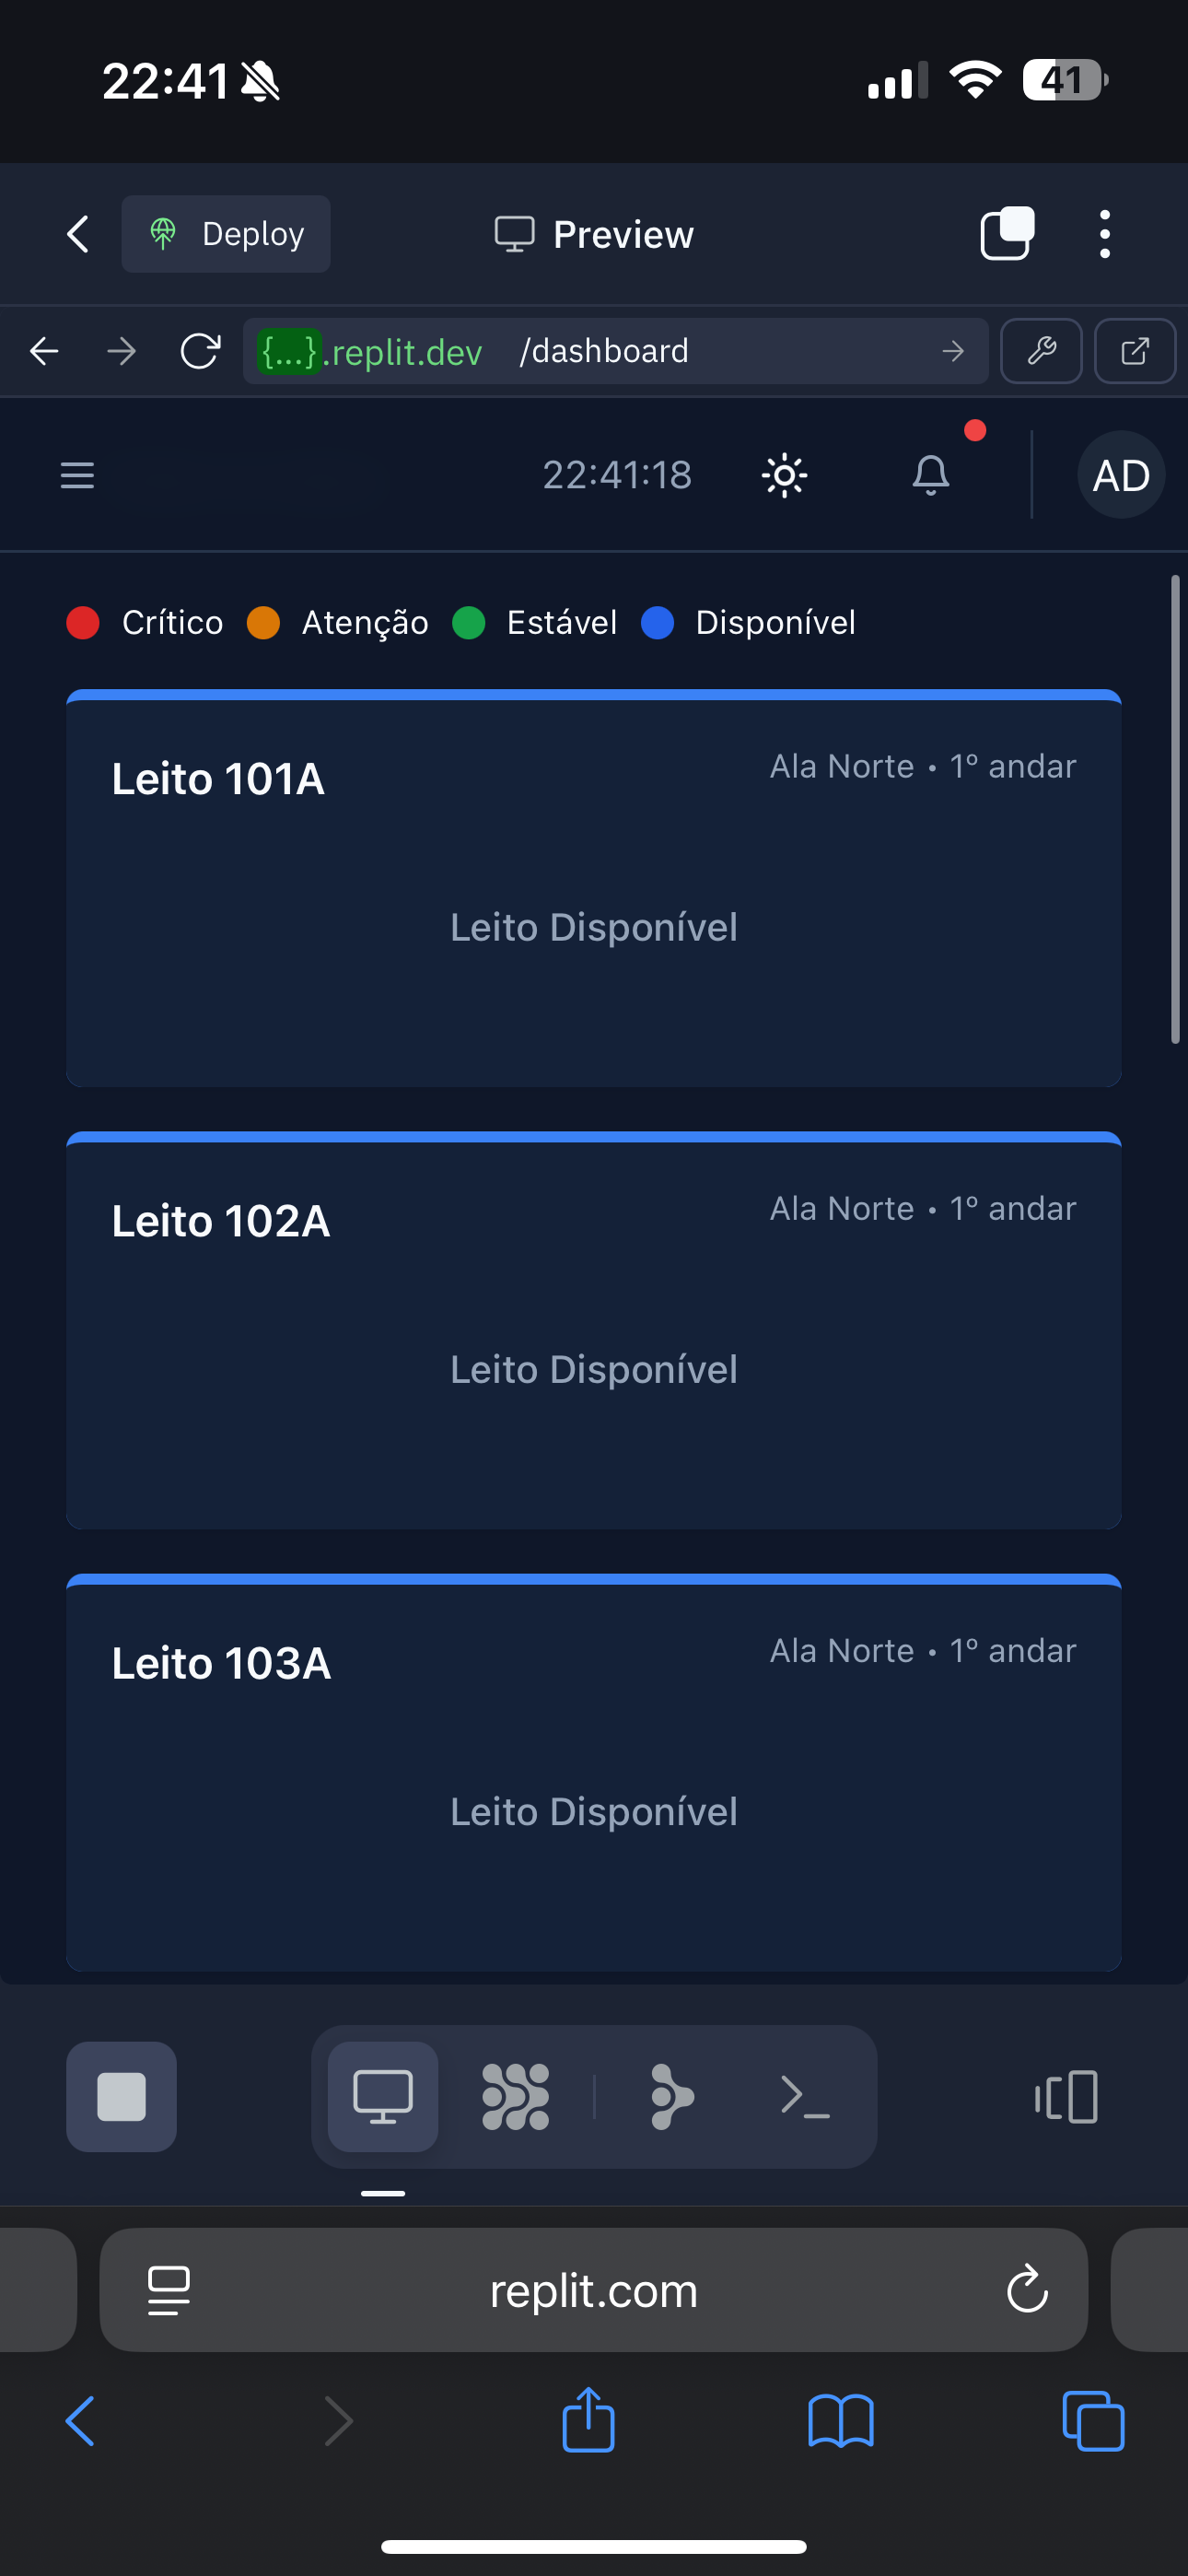 22:41
41
Deploy
Preview
{...}.replit.dev /dashboard
22:41:18
AD
Crítico Atenção Estável Disponível
Leito 101A
Ala Norte • 1º andar
Leito Disponível
Leito 102A
Ala Norte • 1º andar
Leito Disponível
Leito 103A
Ala Norte • 1º andar
Leito Disponível
replit.com